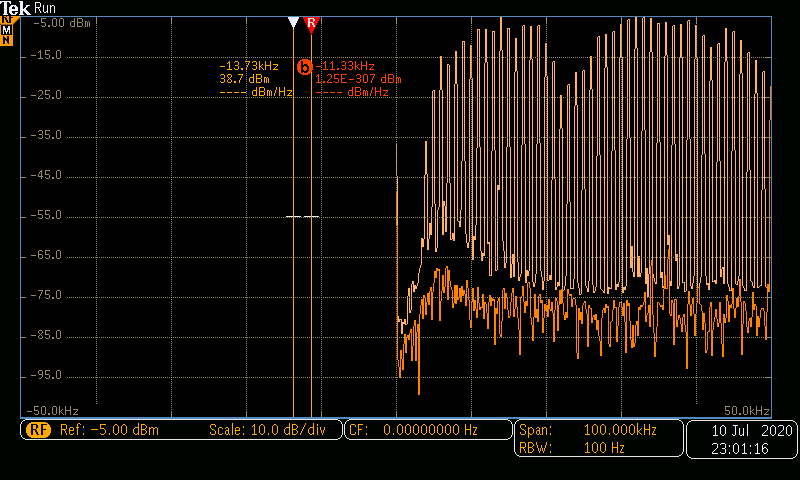 Tek Run
-5.00 dBm
M
N
R
-15.0
-13.73kHz
38.7 dBm
---- dBm/Hz
b
-11.33kHz
1.25E-307 dBm
---- dBm/Hz
-25.0
-35.0
-45.0
-55.0
-65.0
-75.0
-85.0
-95.0
-50.0kHz
50.0kHz
RF Ref: -5.00 dBm Scale: 10.0 dB/div
CF: 0.00000000 Hz
Span: 100.000kHz
RBW: 100 Hz
10 Jul 2020
23:01:16